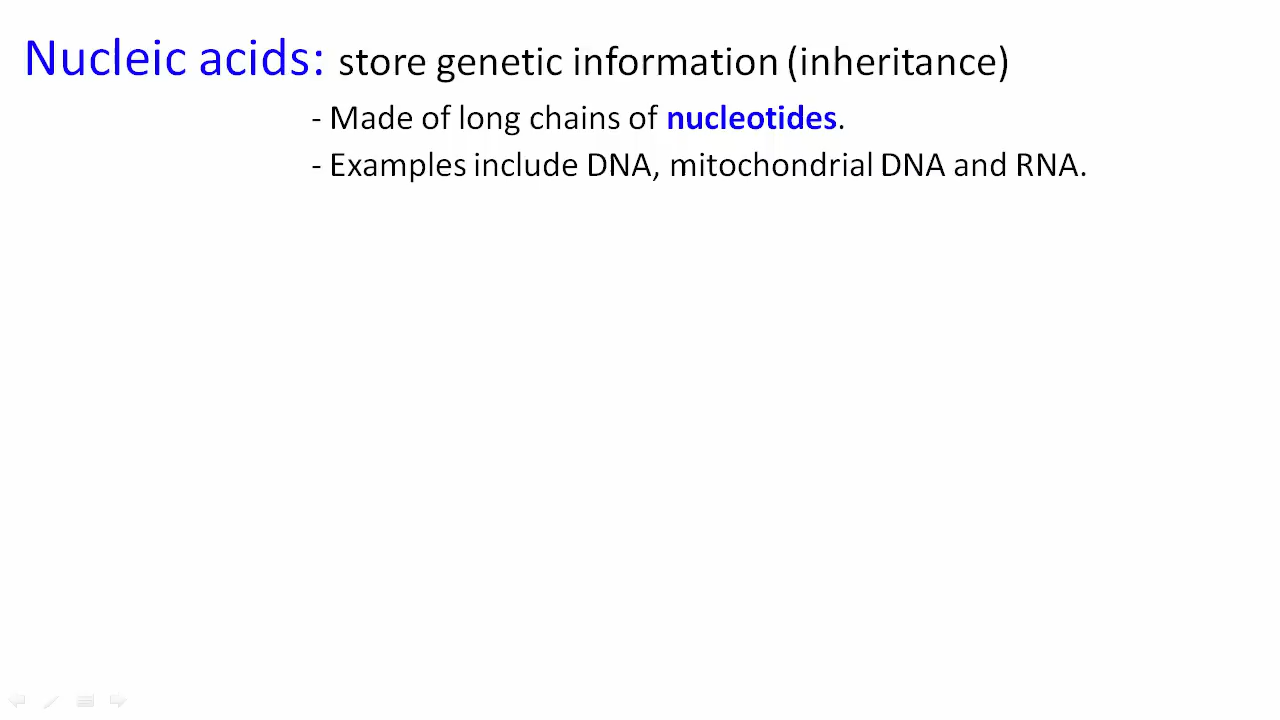 Nucleic acids: store genetic information (inheritance)
- Made of long chains of nucleotides.
- Examples include DNA, mitochondrial DNA and RNA.